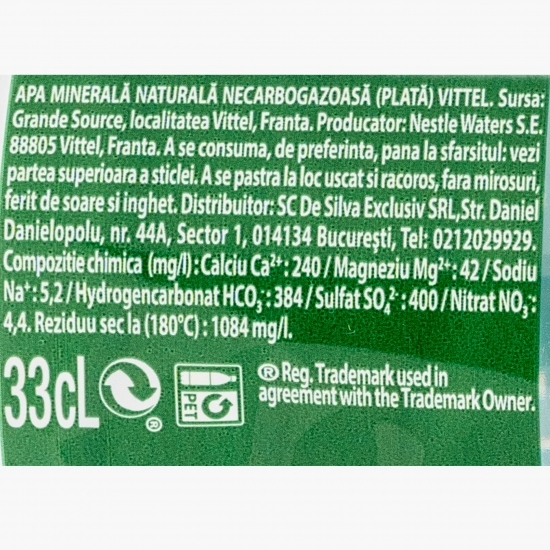 APA MINERALĂ NATURALĂ NECARBOGAZOASĂ (PLATĂ) VITTEL. Sursa:
Grande Source, localitatea Vittel, Franta. Producator: Nestle Waters S.E.
88805 Vittel, Franta. A se consuma, de preferinta, pana la sfarsitul: vezi
partea superioara a sticlei. A se pastra la loc uscat si racoros, fara mirosuri,
ferit de soare si inghet. Distribuitor: SC De Silva Exclusiv SRL,Str. Daniel
Danielopolu, nr. 44A, Sector 1, 014134 Bucureşti, Tel: 0212029929.
Compozitie chimica (mg/l) : Calciu Ca²⁺ : 240 / Magneziu Mg²⁺ : 42 / Sodiu
Na⁺ : 5,2 / Hydrogencarbonat HCO₃⁻ : 384 / Sulfat SO₄²⁻ : 400 / Nitrat NO₃⁻ :
4,4. Reziduu sec la (180°C) : 1084 mg/l.
33cL ® PET ® Reg. Trademark used in
agreement with the Trademark Owner.